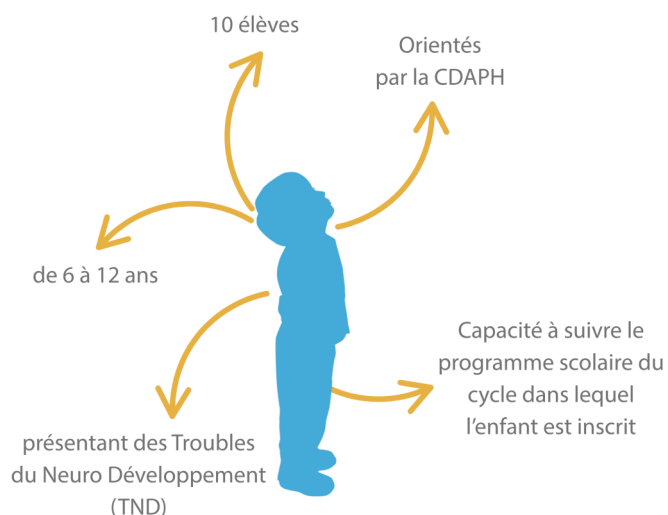 10 élèves
Orientés
par la CDAPH
de 6 à 12 ans
Capacité à suivre le
programme scolaire du
cycle dans lequel
l'enfant est inscrit
présentant des Troubles
du Neuro Développement
(TND)